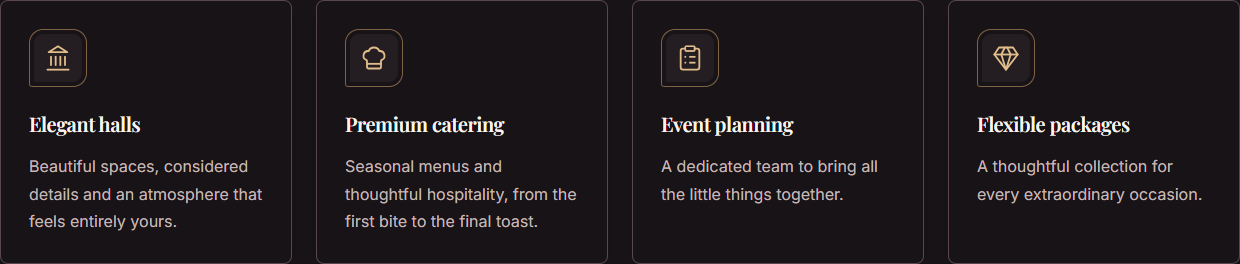 Elegant halls
Beautiful spaces, considered
details and an atmosphere that
feels entirely yours.
Premium catering
Seasonal menus and
thoughtful hospitality, from the
first bite to the final toast.
Event planning
A dedicated team to bring all
the little things together.
Flexible packages
A thoughtful collection for
every extraordinary occasion.